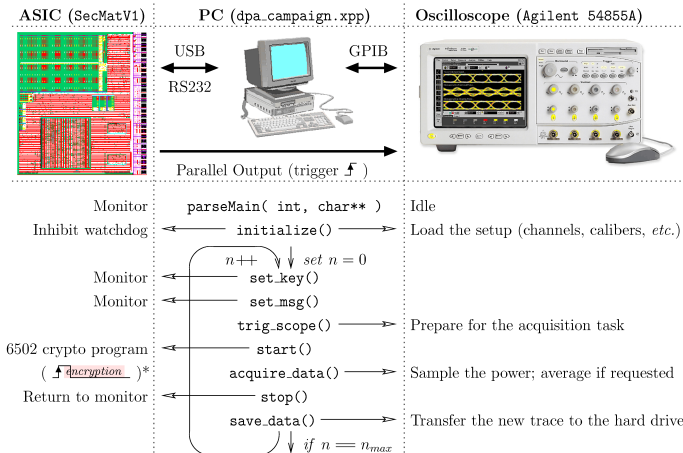 ASIC (SecMatV1) PC (dpa_campaign.xpp) Oscilloscope (Agilent 54855A)
USB GPIB
RS232
Parallel Output (trigger )
Monitor parseMain( int, char** ) Idle
Inhibit watchdog initialize() Load the setup (channels, calibers, etc.)
n++ set n = 0
Monitor set_key()
Monitor set_msg()
trig_scope() Prepare for the acquisition task
6502 crypto program start()
( encryption )* acquire_data() Sample the power; average if requested
Return to monitor stop()
save_data() Transfer the new trace to the hard drive
if n == nmax